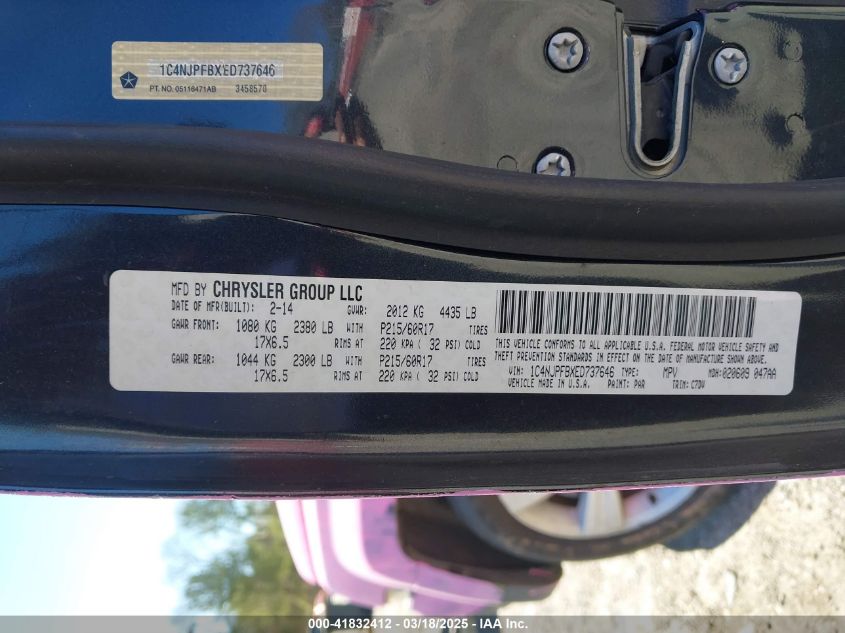 1C4NJPFBXED737646
PT. NO. 05116471AB 3458570
MFD BY CHRYSLER GROUP LLC
DATE OF MFR(BUILT): 2-14 GVWR: 2012 KG 4435 LB
GAWR FRONT: 1080 KG 2380 LB WITH P215/60R17 TIRES
17X6.5 RIMS AT 220 KPA ( 32 PSI) COLD
GAWR REAR: 1044 KG 2300 LB WITH P215/60R17 TIRES
17X6.5 RIMS AT 220 KPA ( 32 PSI) COLD
THIS VEHICLE CONFORMS TO ALL APPLICABLE U.S.A. FEDERAL MOTOR VEHICLE SAFETY AND
THEFT PREVENTION STANDARDS IN EFFECT ON THE DATE OF MANUFACTURE SHOWN ABOVE.
VIN: 1C4NJPFBXED737646 TYPE: MPV MDH:020609 047AA
VEHICLE MADE IN U.S.A. PAINT: PAR TRIM: C7DV
000-41832412 — 03/18/2025 — IAA, Inc.